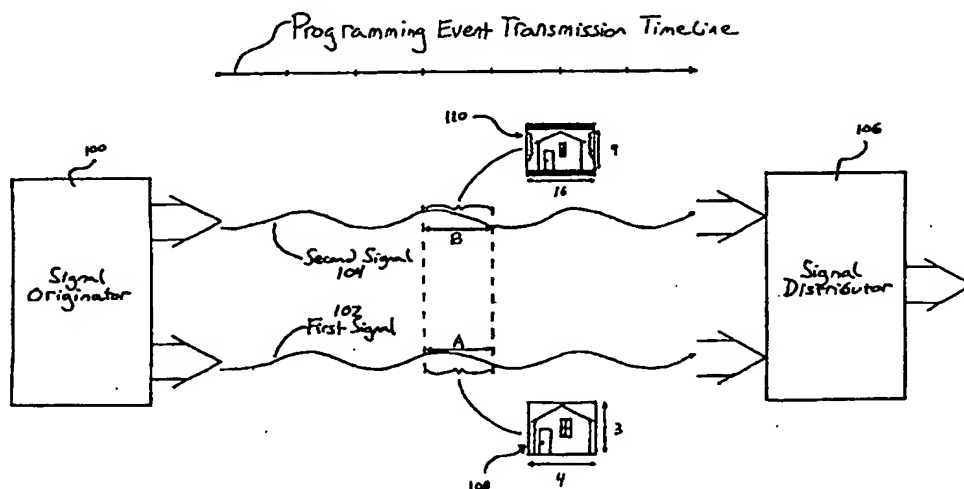 Programming Event Transmission Timeline
110
9
16
100
106
Signal
Originator
Second Signal
104
B
Signal
Distributor
102
First Signal
A
3
4
108